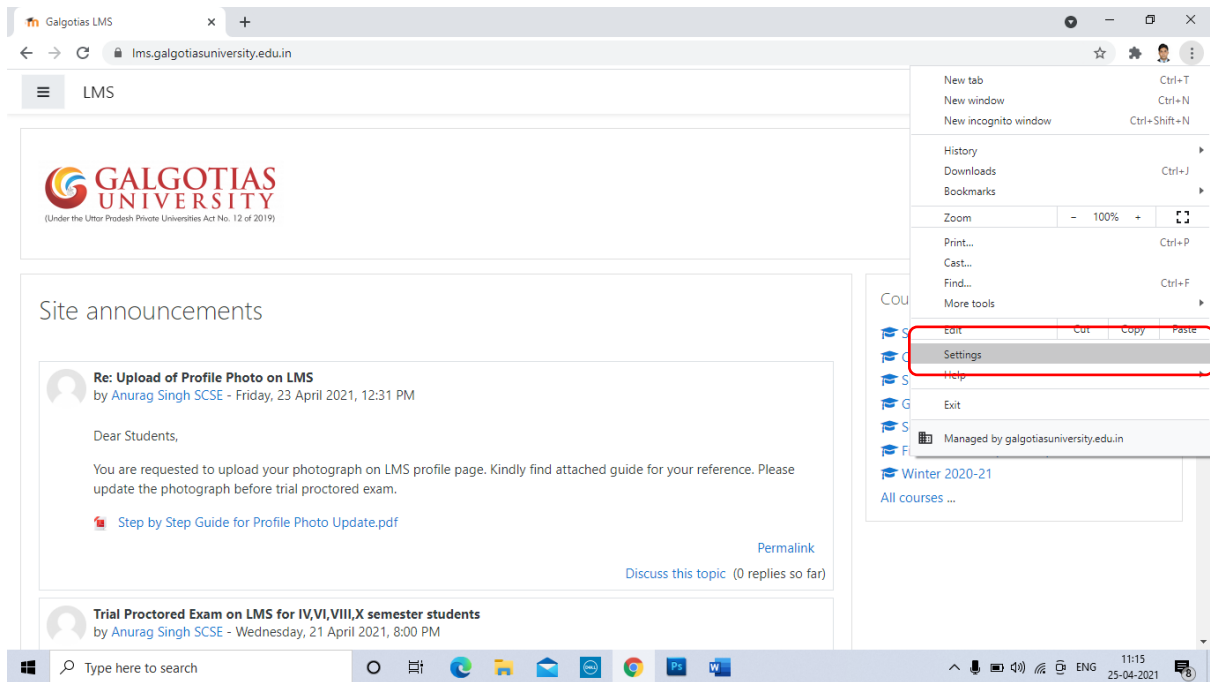 Galgotias LMS
lms.galgotiasuniversity.edu.in
LMS
GALGOTIAS
UNIVERSITY
(Under the Uttar Pradesh Private Universities Act No. 12 of 2019)
Site announcements
Re: Upload of Profile Photo on LMS
by Anurag Singh SCSE - Friday, 23 April 2021, 12:31 PM
Dear Students,
You are requested to upload your photograph on LMS profile page. Kindly find attached guide for your reference. Please
update the photograph before trial proctored exam.
Step by Step Guide for Profile Photo Update.pdf
Permalink
Discuss this topic (0 replies so far)
Trial Proctored Exam on LMS for IV,VI,VIII,X semester students
by Anurag Singh SCSE - Wednesday, 21 April 2021, 8:00 PM
Cou
S
C
S
G
S
F
Winter 2020-21
All courses ...
New tab Ctrl+T
New window Ctrl+N
New incognito window Ctrl+Shift+N
History
Downloads Ctrl+J
Bookmarks
Zoom - 100% +
Print... Ctrl+P
Cast...
Find... Ctrl+F
More tools
Edit Cut Copy Paste
Settings
Help
Exit
Managed by galgotiasuniversity.edu.in
Type here to search
DELL
Ps
W
ENG
11:15
25-04-2021
8